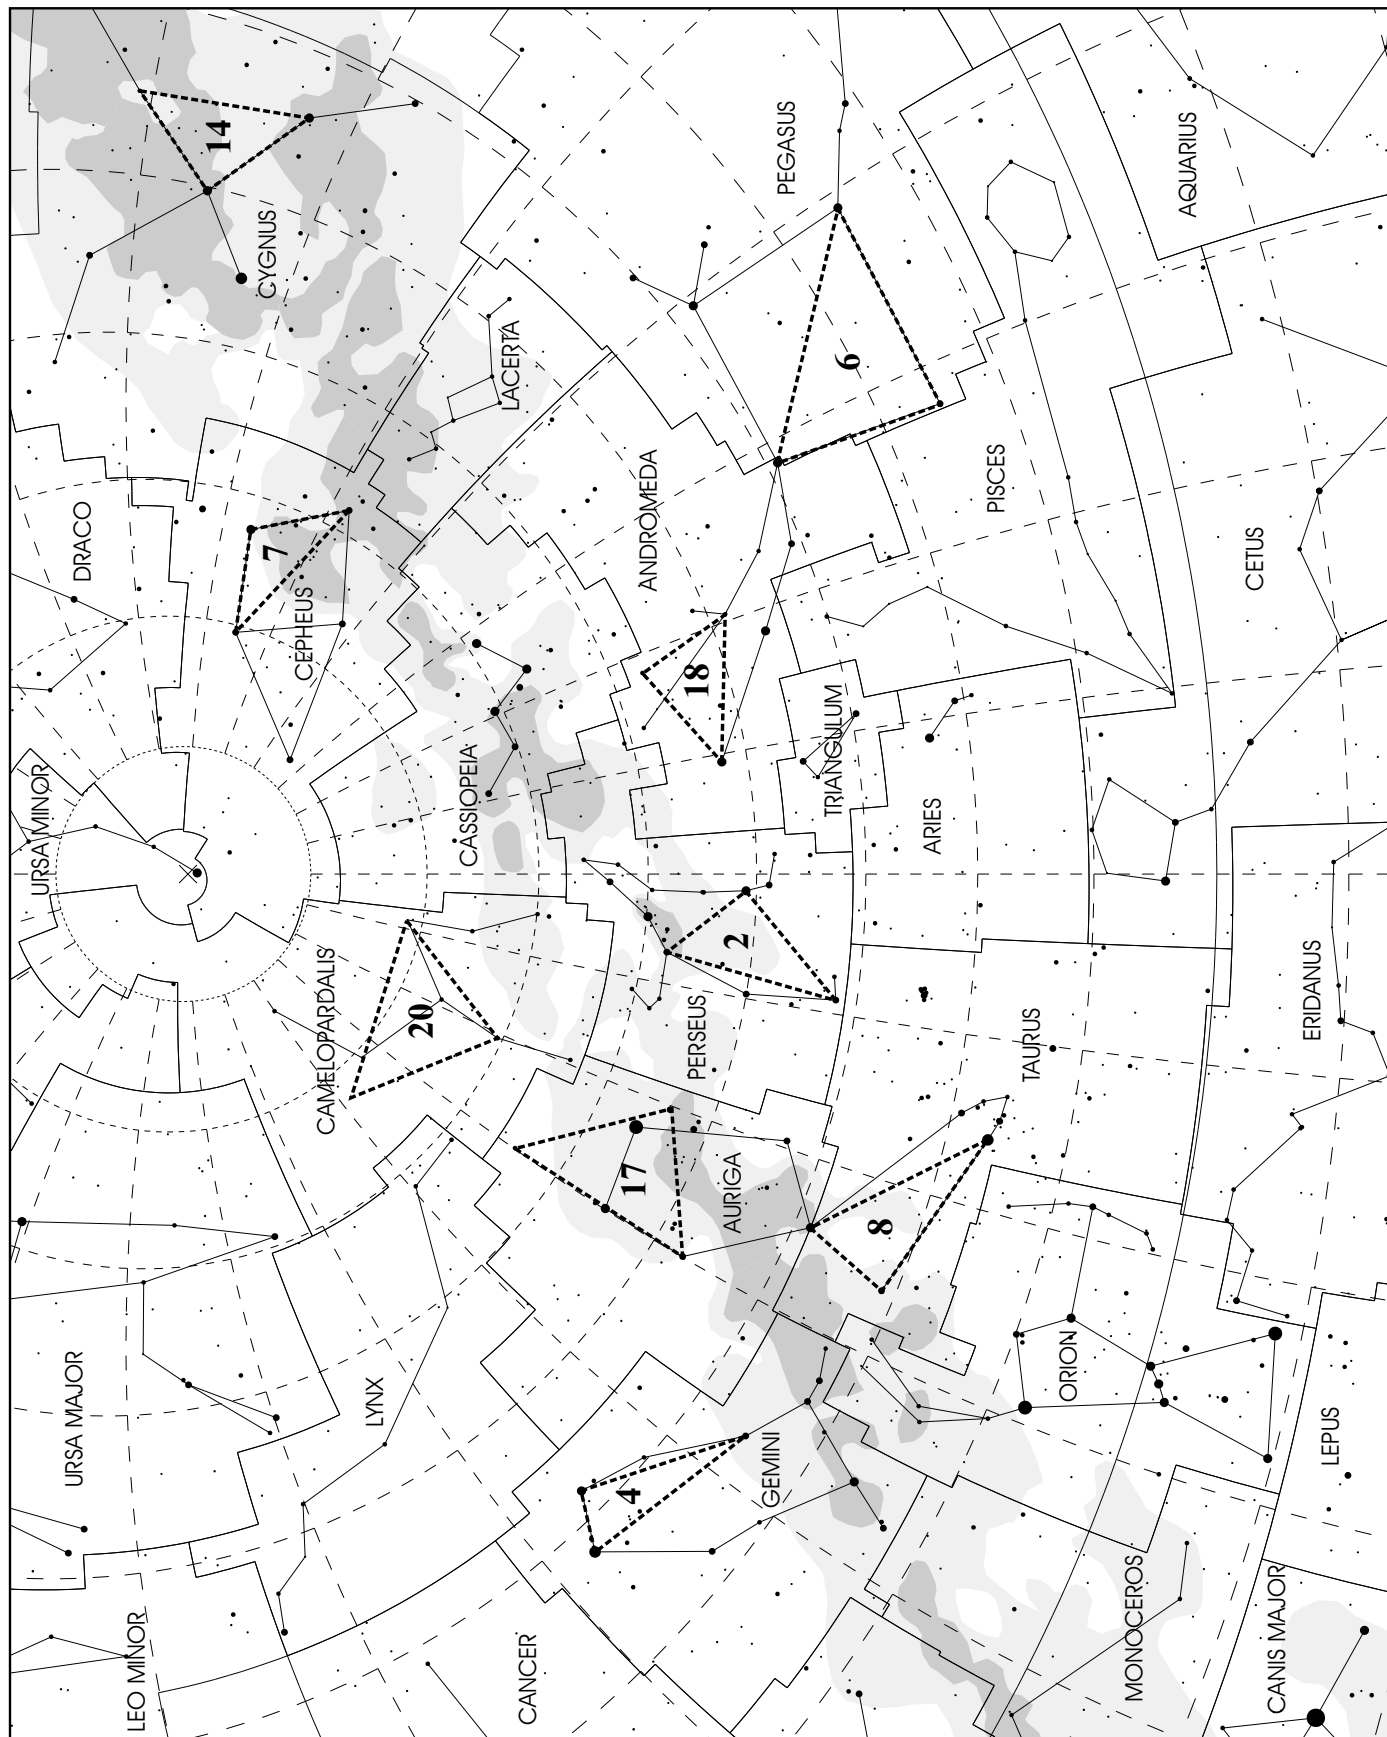 14
CYGNUS
LACERTA
PEGASUS
AQUARIUS
6
DRACO
7
CEPHEUS
ANDROMEDA
PISCES
CETUS
18
URSA MINOR
CASSIOPEIA
TRIANGULUM
ARIES
CAMELOPARDALIS
20
2
PERSEUS
TAURUS
ERIDANUS
17
AURIGA
8
URSA MAJOR
LYNX
4
GEMINI
ORION
LEPUS
LEO MINOR
CANCER
MONOCEROS
CANIS MAJOR